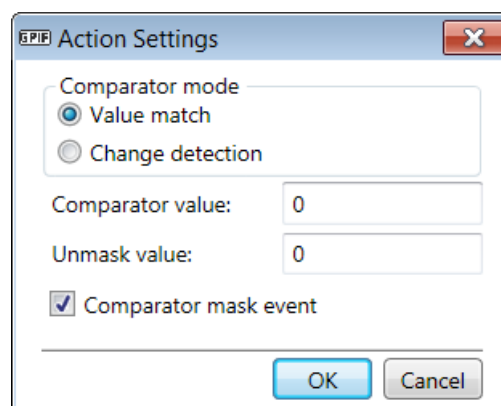 GPIF Action Settings
Comparator mode
Value match
Change detection
Comparator value: 0
Unmask value: 0
Comparator mask event
OK Cancel